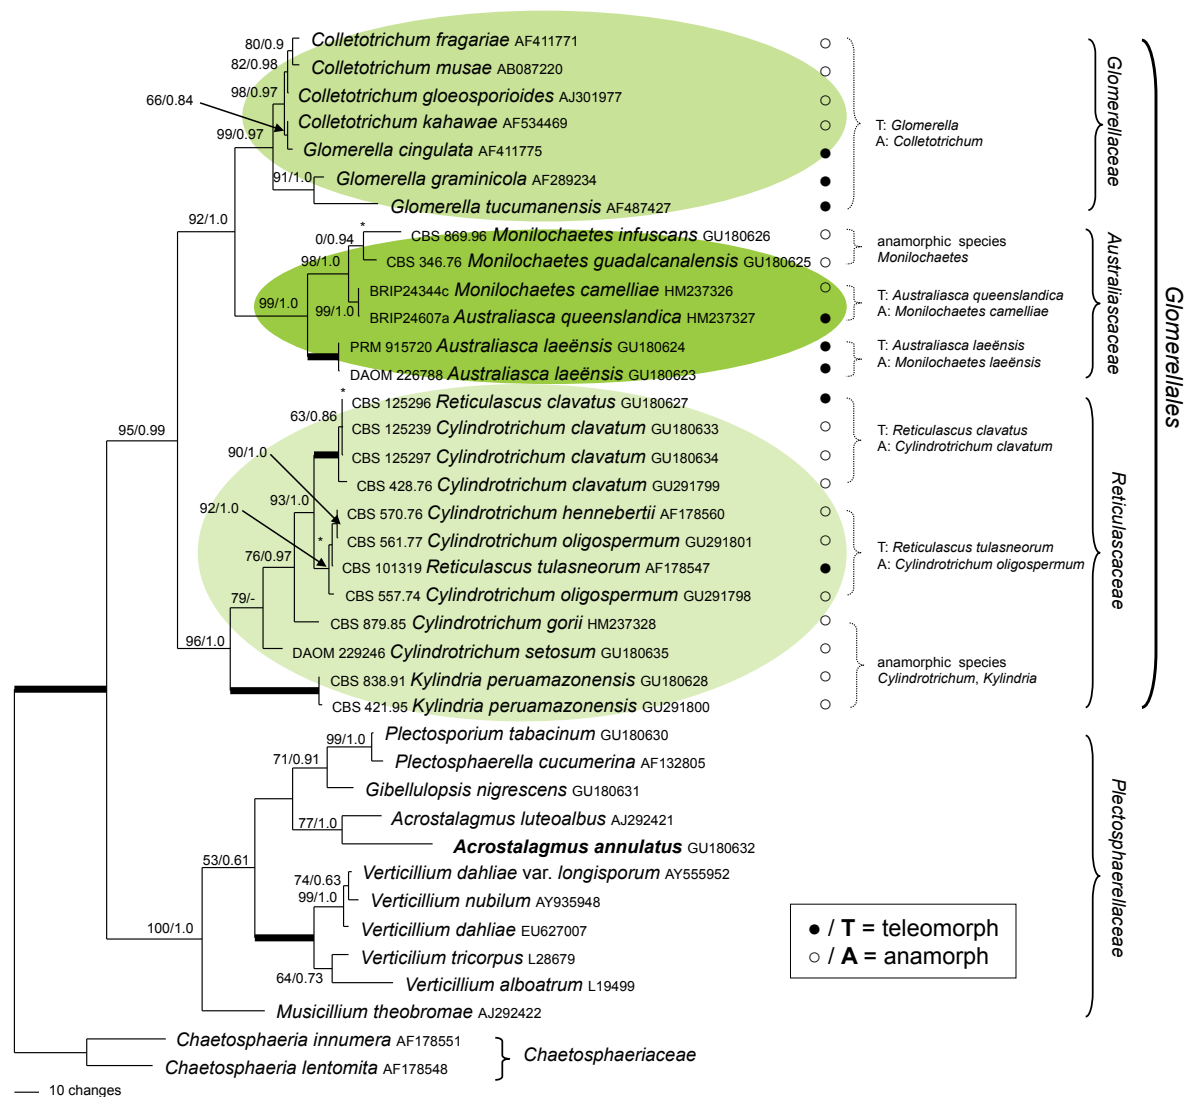 80/0.9
Colletotrichum fragariae AF411771
82/0.98
Colletotrichum musae AB087220
98/0.97
Colletotrichum gloeosporioides AJ301977
66/0.84
Colletotrichum kahawae AF534469
99/0.97
Glomerella cingulata AF411775
91/1.0
Glomerella graminicola AF289234
Glomerella tucumanensis AF487427
T: Glomerella
A: Colletotrichum
Glomerellaceae
92/1.0
*
CBS 869.96 Monilochaetes infuscans GU180626
0/0.94
CBS 346.76 Monilochaetes guadalcanalensis GU180625
98/1.0
BRIP24344c Monilochaetes camelliae HM237326
99/1.0
99/1.0
BRIP24607a Australiasca queenslandica HM237327
PRM 915720 Australiasca laeënsis GU180624
DAOM 226788 Australiasca laeënsis GU180623
anamorphic species
Monilochaetes
T: Australiasca queenslandica
A: Monilochaetes camelliae
T: Australiasca laeënsis
A: Monilochaetes laeënsis
Australiascaceae
Glomerellales
95/0.99
*
CBS 125296 Reticulascus clavatus GU180627
63/0.86
CBS 125239 Cylindrotrichum clavatum GU180633
90/1.0
CBS 125297 Cylindrotrichum clavatum GU180634
CBS 428.76 Cylindrotrichum clavatum GU291799
93/1.0
92/1.0
CBS 570.76 Cylindrotrichum hennebertii AF178560
*
CBS 561.77 Cylindrotrichum oligospermum GU291801
76/0.97
CBS 101319 Reticulascus tulasneorum AF178547
79/-
CBS 557.74 Cylindrotrichum oligospermum GU291798
CBS 879.85 Cylindrotrichum gorii HM237328
96/1.0
DAOM 229246 Cylindrotrichum setosum GU180635
CBS 838.91 Kylindria peruamazonensis GU180628
CBS 421.95 Kylindria peruamazonensis GU291800
T: Reticulascus clavatus
A: Cylindrotrichum clavatum
T: Reticulascus tulasneorum
A: Cylindrotrichum oligospermum
anamorphic species
Cylindrotrichum, Kylindria
Reticulascaceae
99/1.0
Plectosporium tabacinum GU180630
71/0.91
Plectosphaerella cucumerina AF132805
Gibellulopsis nigrescens GU180631
77/1.0
Acrostalagmus luteoalbus AJ292421
Acrostalagmus annulatus GU180632
53/0.61
Verticillium dahliae var. longisporum AY555952
74/0.63
99/1.0
Verticillium nubilum AY935948
100/1.0
Verticillium dahliae EU627007
Verticilium tricorpus L28679
64/0.73
Verticillium alboatrum L19499
Musicillium theobromae AJ292422
Plectosphaerellaceae
● / T = teleomorph
○ / A = anamorph
Chaetosphaeria innumera AF178551
Chaetosphaeria lentomita AF178548
Chaetosphaeriaceae
10 changes